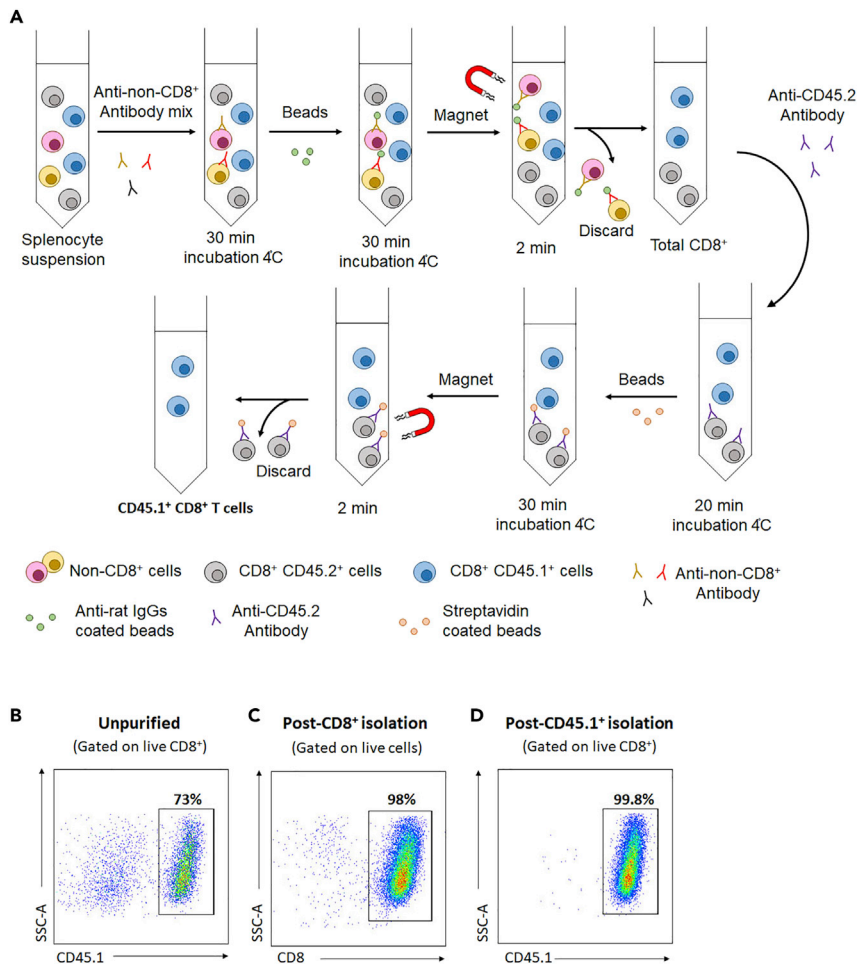 A
Anti-non-CD8⁺
Antibody mix
Beads
Magnet
Anti-CD45.2
Antibody
Splenocyte
suspension
30 min
incubation 4°C
30 min
incubation 4°C
2 min
Discard
Total CD8⁺
Magnet
Beads
Discard
CD45.1⁺ CD8⁺ T cells
2 min
30 min
incubation 4°C
20 min
incubation 4°C
Non-CD8⁺ cells
CD8⁺ CD45.2⁺ cells
CD8⁺ CD45.1⁺ cells
Anti-non-CD8⁺
Antibody
Anti-rat IgGs
coated beads
Anti-CD45.2
Antibody
Streptavidin
coated beads
B
Unpurified
(Gated on live CD8⁺)
73%
SSC-A
CD45.1
C
Post-CD8⁺ isolation
(Gated on live cells)
98%
SSC-A
CD8
D
Post-CD45.1⁺ isolation
(Gated on live CD8⁺)
99.8%
SSC-A
CD45.1